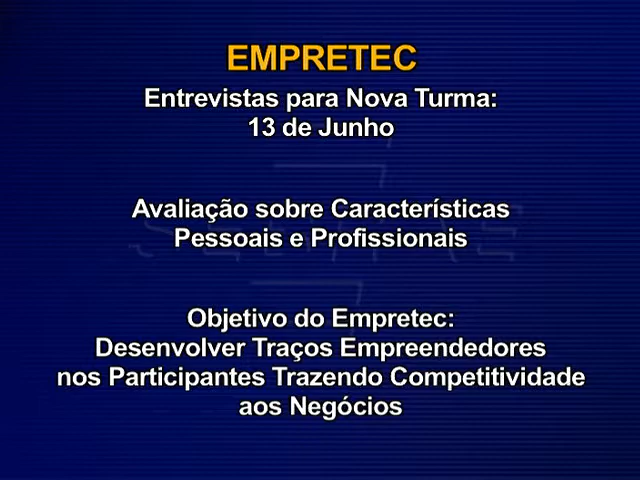 EMPRETEC
Entrevistas para Nova Turma:
13 de Junho
Avaliação sobre Características
Pessoais e Profissionais
SEBRAE
Objetivo do Empretec:
Desenvolver Traços Empreendedores
nos Participantes Trazendo Competitividade
aos Negócios